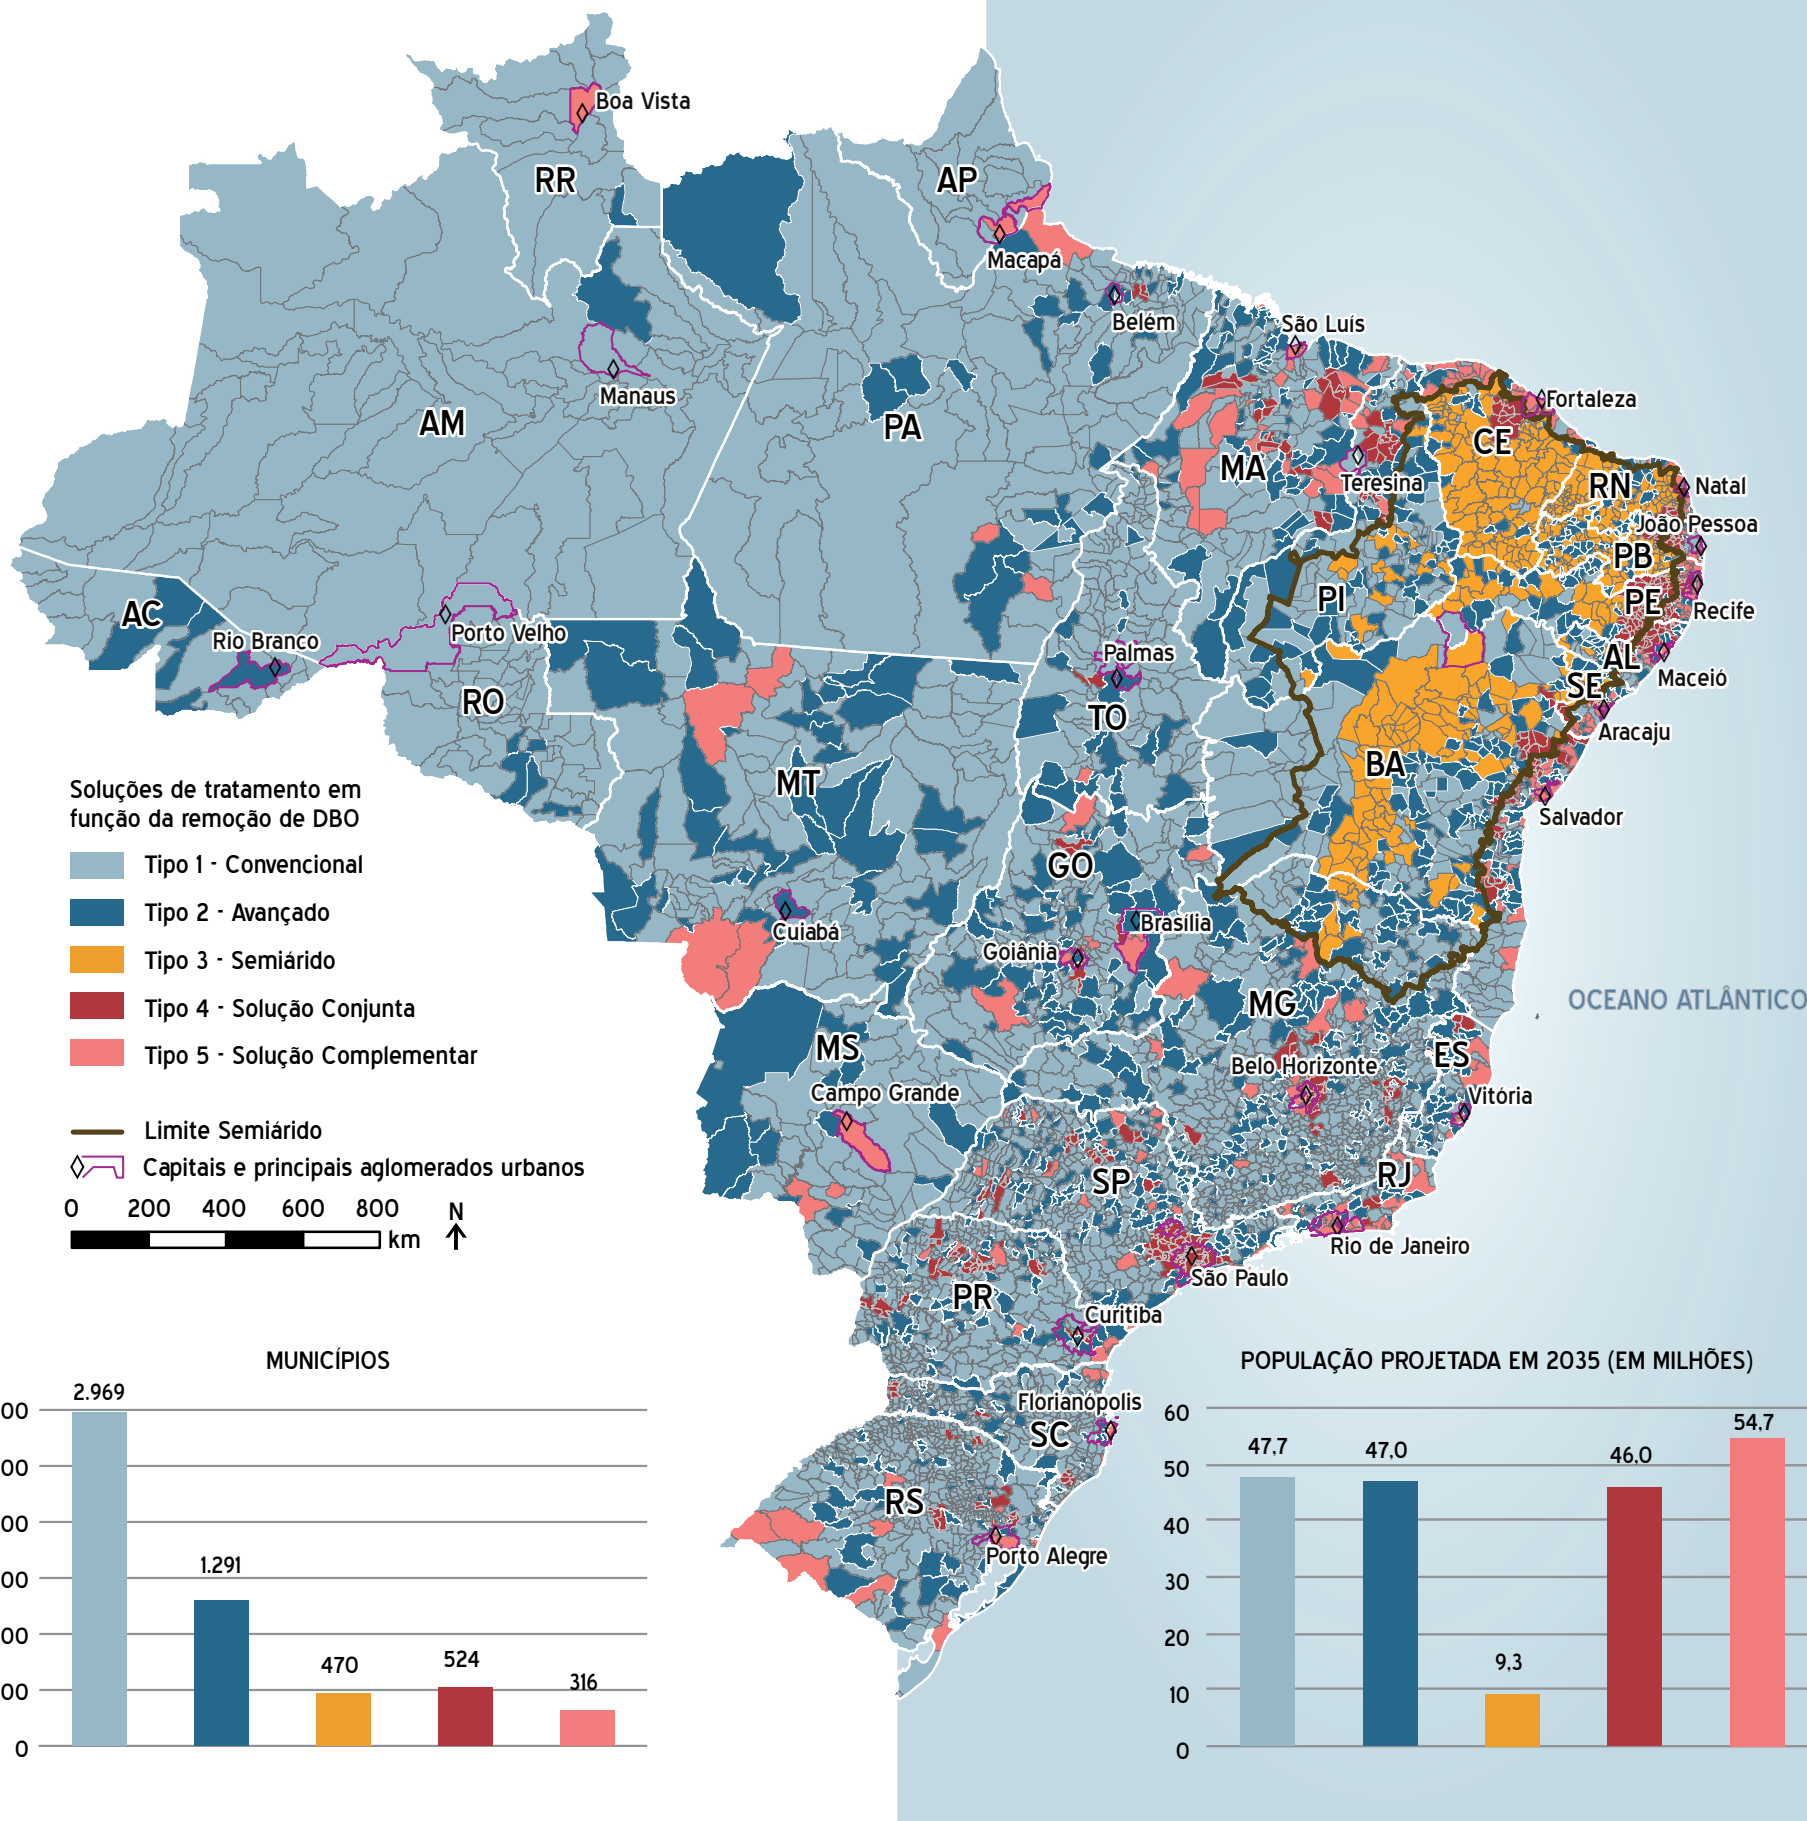 Boa Vista
RR
AP
Macapá
Belém
São Luís
Manaus
Fortaleza
AM
PA
CE
MA
Teresina
RN
Natal
João Pessoa
PB
PI
PE
Recife
AC
Rio Branco
Porto Velho
Palmas
AL
Maceió
SE
RO
TO
Aracaju
BA
MT
Salvador
GO
Cuiabá
Brasília
Goiânia
MG
OCEANO ATLÂNTICO
MS
ES
Belo Horizonte
Campo Grande
Vitória
SP
RJ
Rio de Janeiro
São Paulo
PR
Curitiba
Florianópolis
SC
RS
Porto Alegre
Soluções de tratamento em
função da remoção de DBO
Tipo 1 - Convencional
Tipo 2 - Avançado
Tipo 3 - Semiárido
Tipo 4 - Solução Conjunta
Tipo 5 - Solução Complementar
Limite Semiárido
Capitais e principais aglomerados urbanos
0 200 400 600 800 km
N
MUNICÍPIOS
2.969
1.291
470
524
316
00
00
00
00
00
00
0
POPULAÇÃO PROJETADA EM 2035 (EM MILHÕES)
60
50
40
30
20
10
0
47,7
47,0
9,3
46,0
54,7